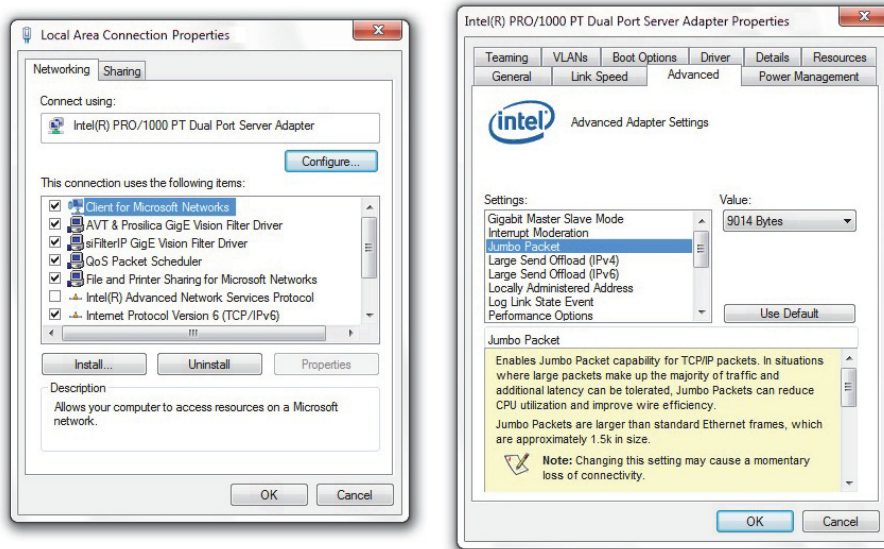 Local Area Connection Properties
Networking
Sharing
Connect using:
Intel(R) PRO/1000 PT Dual Port Server Adapter
Configure...
This connection uses the following items:
Client for Microsoft Networks
AVT & Prosilica GigE Vision Filter Driver
siFilterIP GigE Vision Filter Driver
QoS Packet Scheduler
File and Printer Sharing for Microsoft Networks
Intel(R) Advanced Network Services Protocol
Internet Protocol Version 6 (TCP/IPv6)
Install...
Uninstall
Properties
Description
Allows your computer to access resources on a Microsoft
network.
OK
Cancel
Intel(R) PRO/1000 PT Dual Port Server Adapter Properties
Teaming
VLANs
Boot Options
Driver
Details
Resources
General
Link Speed
Advanced
Power Management
intel
Advanced Adapter Settings
Settings:
Value:
Gigabit Master Slave Mode
Interrupt Moderation
Jumbo Packet
Large Send Offload (IPv4)
Large Send Offload (IPv6)
Locally Administered Address
Log Link State Event
Performance Options
9014 Bytes
Use Default
Jumbo Packet
Enables Jumbo Packet capability for TCP/IP packets. In situations
where large packets make up the majority of traffic and
additional latency can be tolerated, Jumbo Packets can reduce
CPU utilization and improve wire efficiency.
Jumbo Packets are larger than standard Ethernet frames, which
are approximately 1.5k in size.
Note: Changing this setting may cause a momentary
loss of connectivity.
OK
Cancel